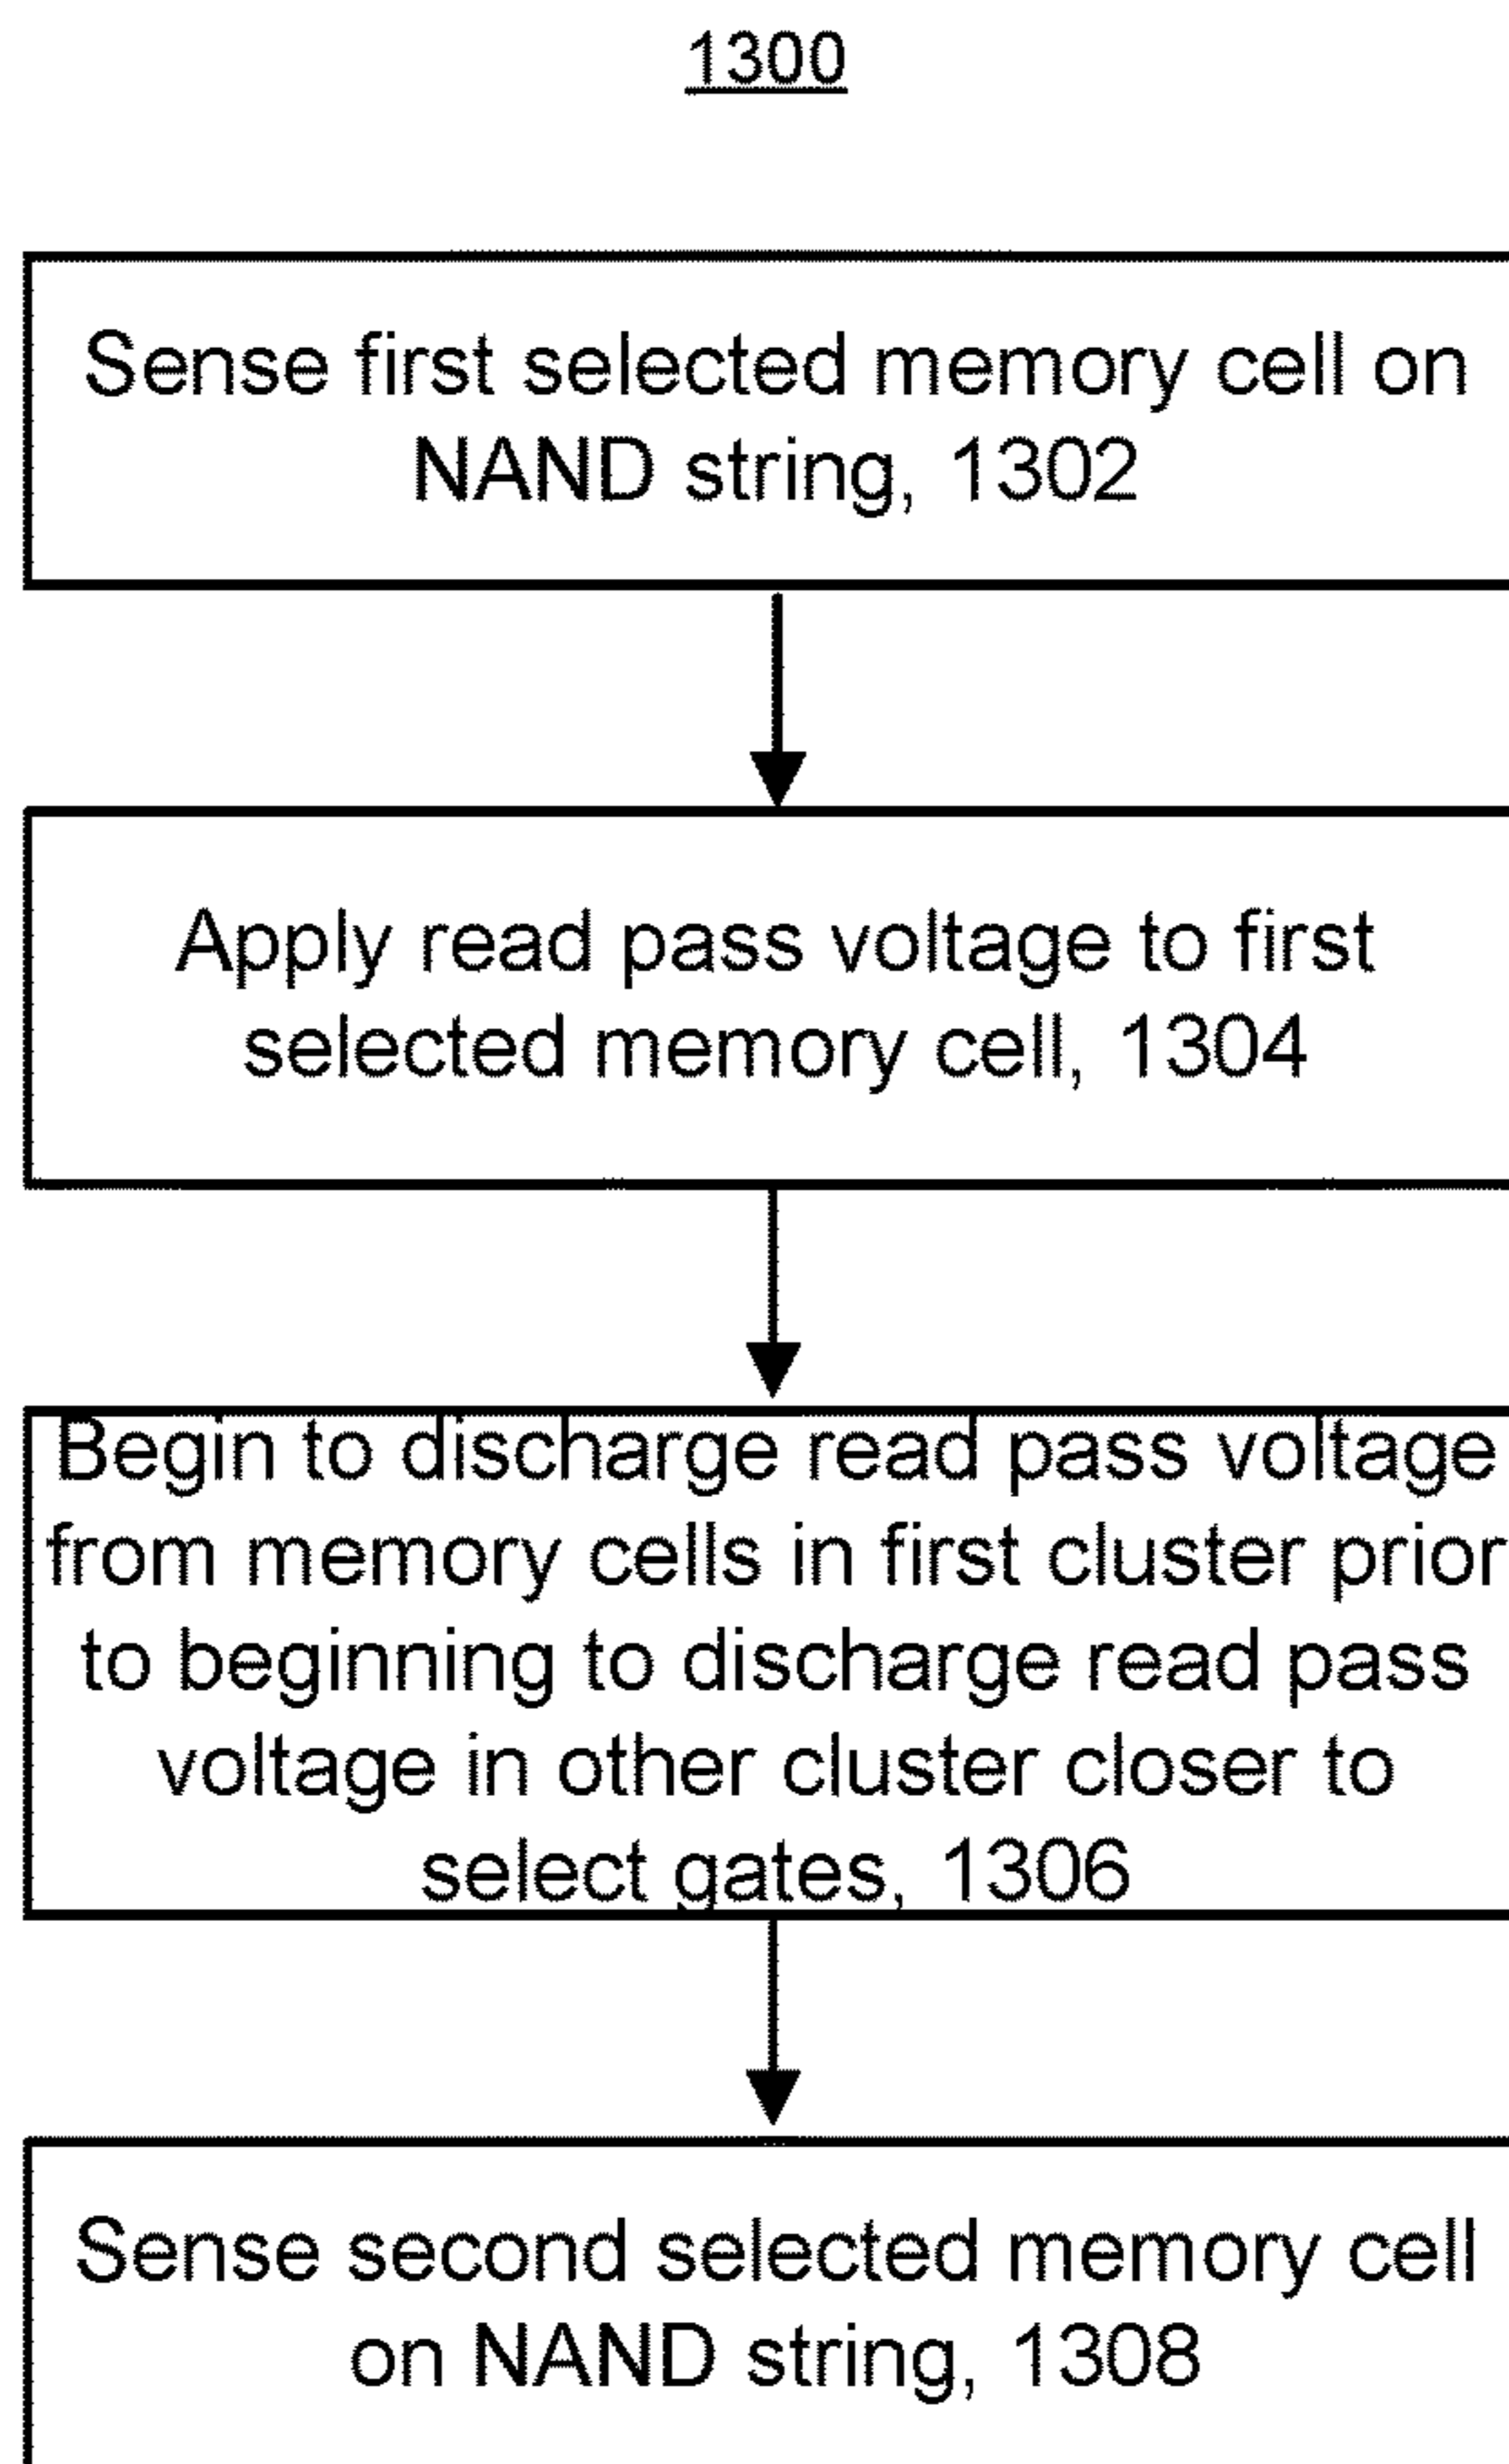 1300
Sense first selected memory cell on
NAND string, 1302
Apply read pass voltage to first
selected memory cell, 1304
Begin to discharge read pass voltage
from memory cells in first cluster prior
to beginning to discharge read pass
voltage in other cluster closer to
select gates, 1306
Sense second selected memory cell
on NAND string, 1308